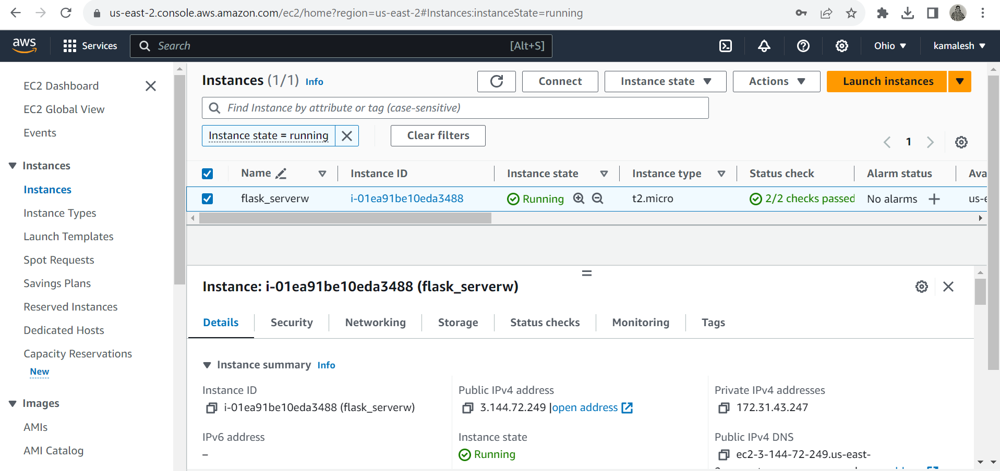 us-east-2.console.aws.amazon.com/ec2/home?region=us-east-2#Instances:instanceState=running
aws
Services
Search
[Alt+S]
Ohio
kamalesh
EC2 Dashboard
EC2 Global View
Events
Instances
Instances
Instance Types
Launch Templates
Spot Requests
Savings Plans
Reserved Instances
Dedicated Hosts
Capacity Reservations
New
Images
AMIs
AMI Catalog
Instances (1/1) Info
Connect
Instance state
Actions
Launch instances
Find Instance by attribute or tag (case-sensitive)
Instance state = running
Clear filters
1
Name
Instance ID
Instance state
Instance type
Status check
Alarm status
Ava
flask_serverw
i-01ea91be10eda3488
Running
t2.micro
2/2 checks passed
No alarms
us-e
Instance: i-01ea91be10eda3488 (flask_serverw)
Details
Security
Networking
Storage
Status checks
Monitoring
Tags
Instance summary Info
Instance ID
i-01ea91be10eda3488 (flask_serverw)
Public IPv4 address
3.144.72.249 |open address
Private IPv4 addresses
172.31.43.247
IPv6 address
–
Instance state
Running
Public IPv4 DNS
ec2-3-144-72-249.us-east-